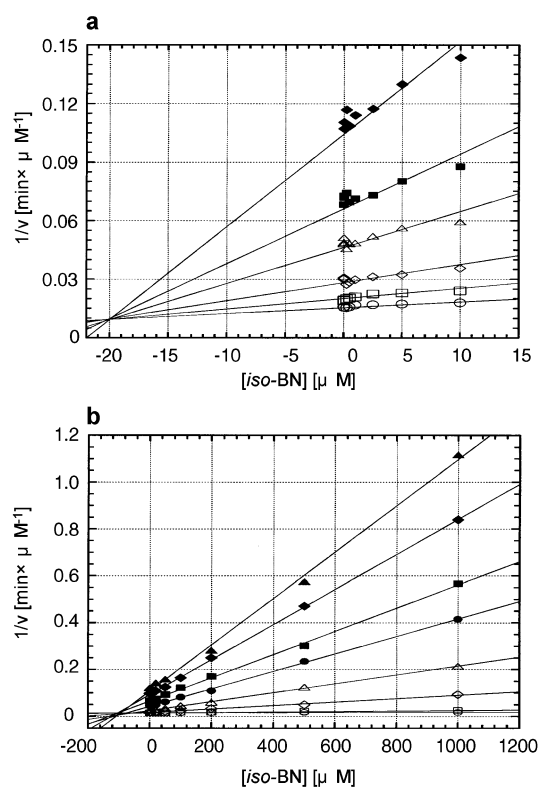 a
0.15
0.12
0.09
0.06
0.03
0
1/v [min× μ M-1]
-20 -15 -10 -5 0 5 10 15
[iso-BN] [μ M]
b
1.2
1.0
0.8
0.6
0.4
0.2
0
1/v [min× μ M-1]
-200 0 200 400 600 800 1000 1200
[iso-BN] [μ M]